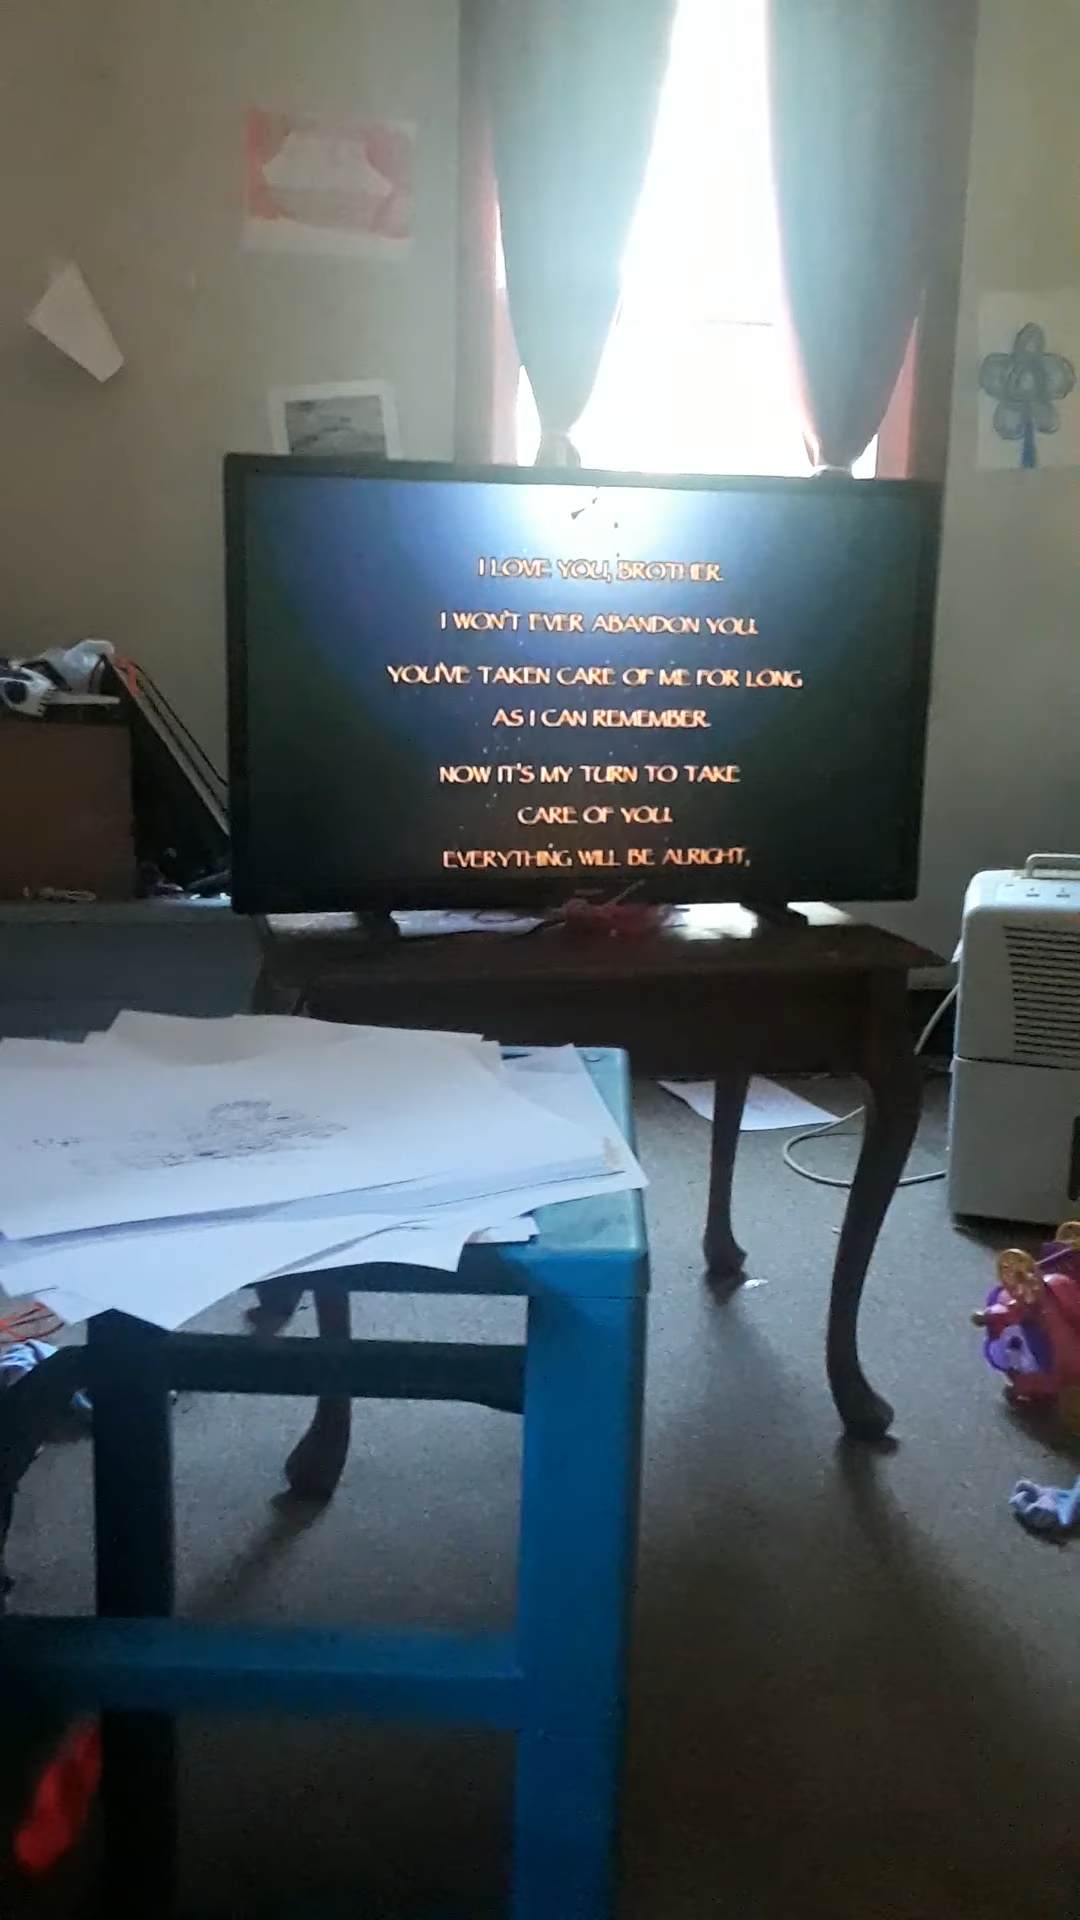 I LOVE YOU, BROTHER.
I WON'T EVER ABANDON YOU.
YOU'VE TAKEN CARE OF ME FOR LONG
AS I CAN REMEMBER.
NOW IT'S MY TURN TO TAKE
CARE OF YOU.
EVERYTHING WILL BE ALRIGHT,